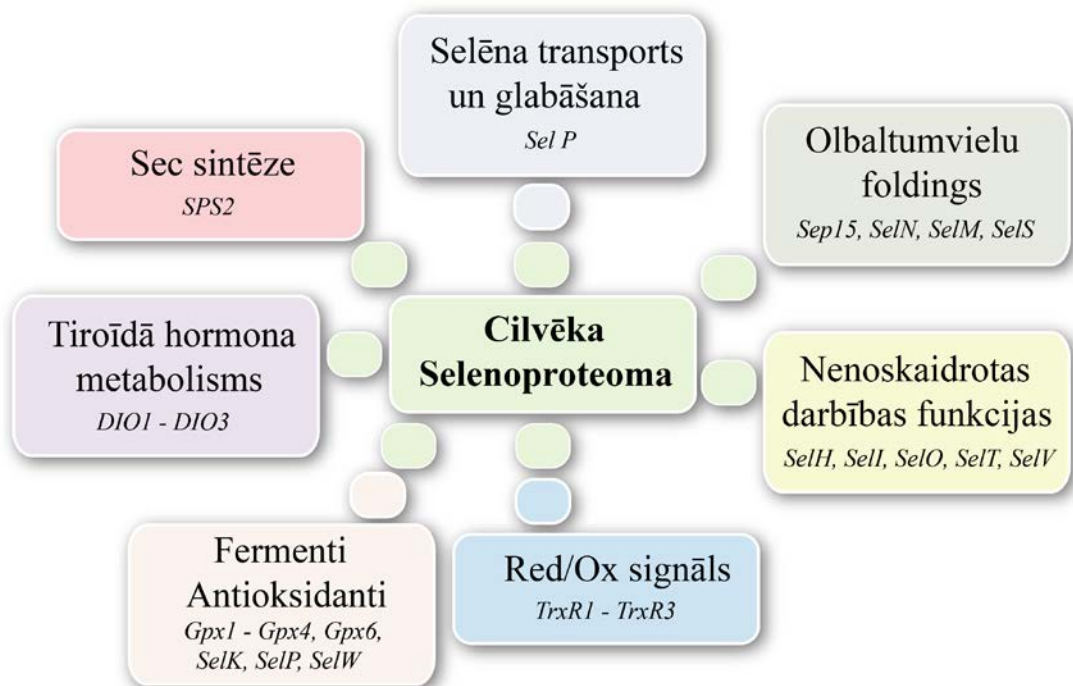 Selēna transports
un glabāšana
Sel P
Sec sintēze
SPS2
Olbaltumvielu
foldings
Sep15, SelN, SelM, SelS
Tiroīdā hormona
metabolisms
DIO1 - DIO3
Cilvēka
Selenoproteoma
Nenoskaidrotas
darbības funkcijas
SelH, SelI, SelO, SelT, SelV
Fermenti
Antioksidanti
Gpx1 - Gpx4, Gpx6,
SelK, SelP, SelW
Red/Ox signāls
TrxR1 - TrxR3